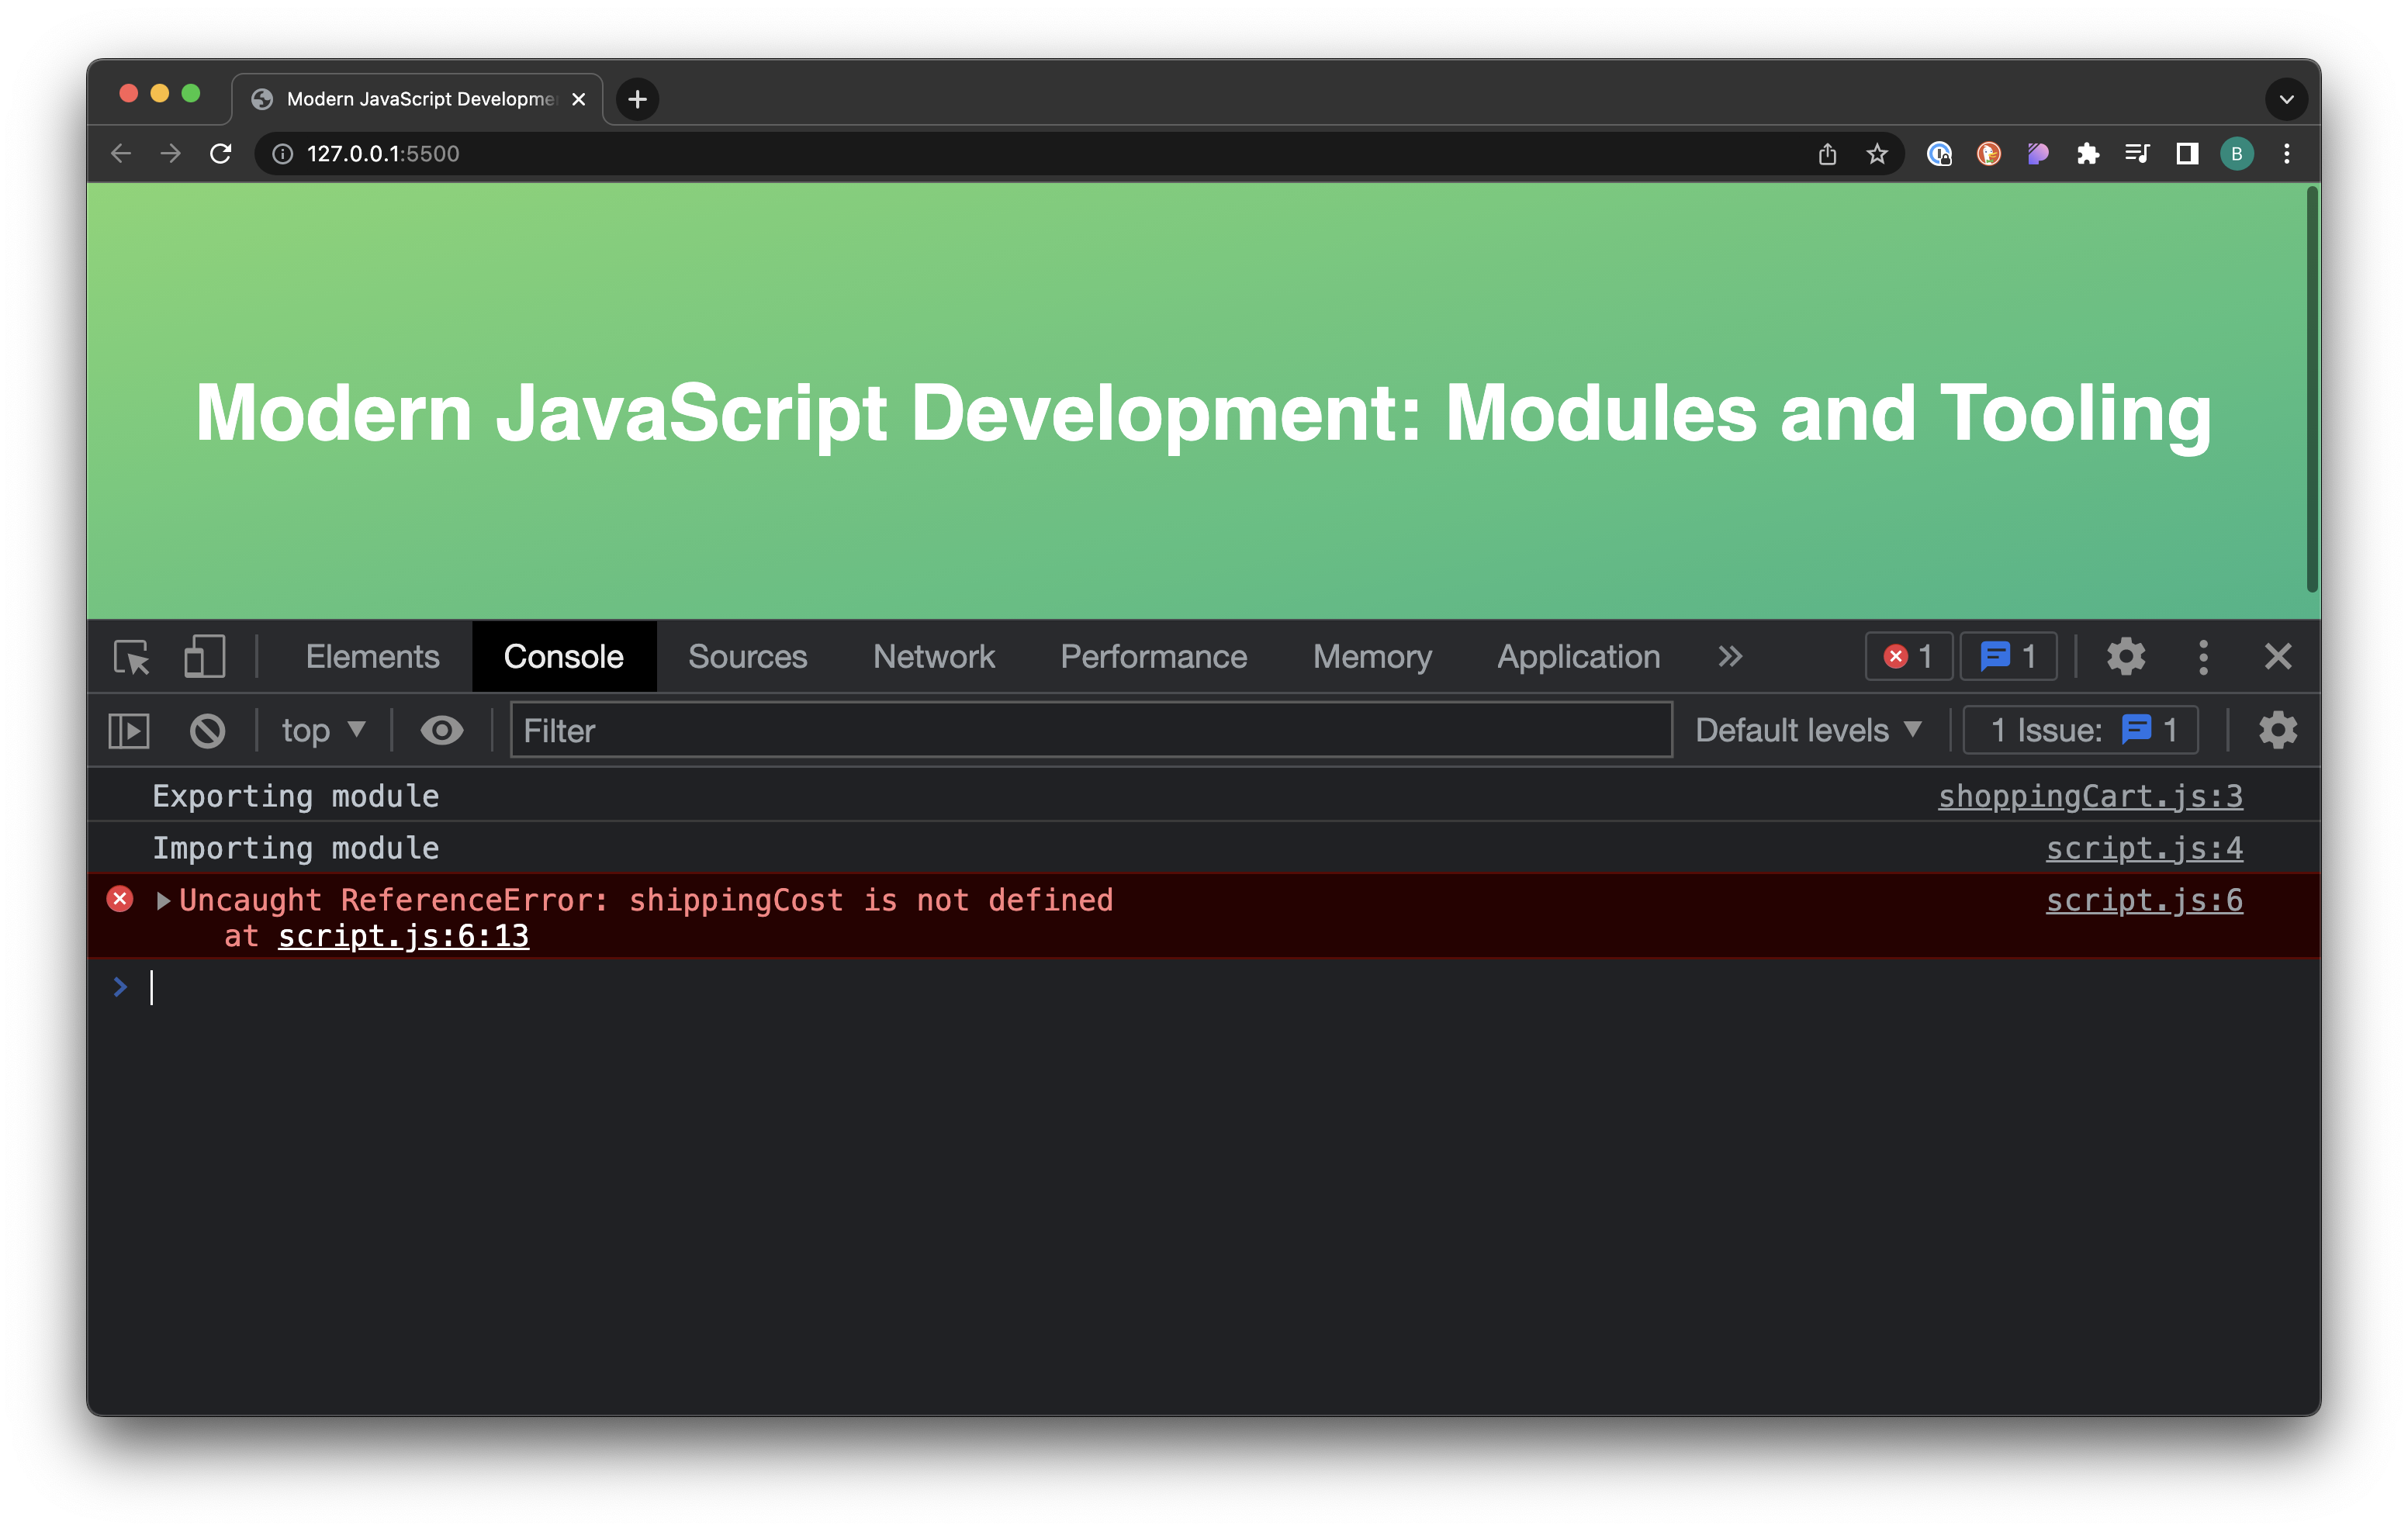 Modern JavaScript Developme
127.0.0.1:5500
B
Modern JavaScript Development: Modules and Tooling
Elements Console Sources Network Performance Memory Application 1 1
top Filter Default levels 1 Issue: 1
Exporting module shoppingCart.js:3
Importing module script.js:4
Uncaught ReferenceError: shippingCost is not defined script.js:6
at script.js:6:13